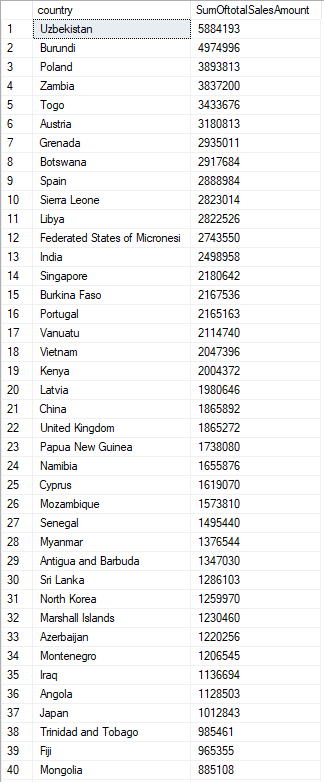 country SumOftotalSalesAmount
1 Uzbekistan 5884193
2 Burundi 4974996
3 Poland 3893813
4 Zambia 3837200
5 Togo 3433676
6 Austria 3180813
7 Grenada 2935011
8 Botswana 2917684
9 Spain 2888984
10 Sierra Leone 2823014
11 Libya 2822526
12 Federated States of Micronesi 2743550
13 India 2498958
14 Singapore 2180642
15 Burkina Faso 2167536
16 Portugal 2165163
17 Vanuatu 2114740
18 Vietnam 2047396
19 Kenya 2004372
20 Latvia 1980646
21 China 1865892
22 United Kingdom 1865272
23 Papua New Guinea 1738080
24 Namibia 1655876
25 Cyprus 1619070
26 Mozambique 1573810
27 Senegal 1495440
28 Myanmar 1376544
29 Antigua and Barbuda 1347030
30 Sri Lanka 1286103
31 North Korea 1259970
32 Marshall Islands 1230460
33 Azerbaijan 1220256
34 Montenegro 1206545
35 Iraq 1136694
36 Angola 1128503
37 Japan 1012843
38 Trinidad and Tobago 985461
39 Fiji 965355
40 Mongolia 885108